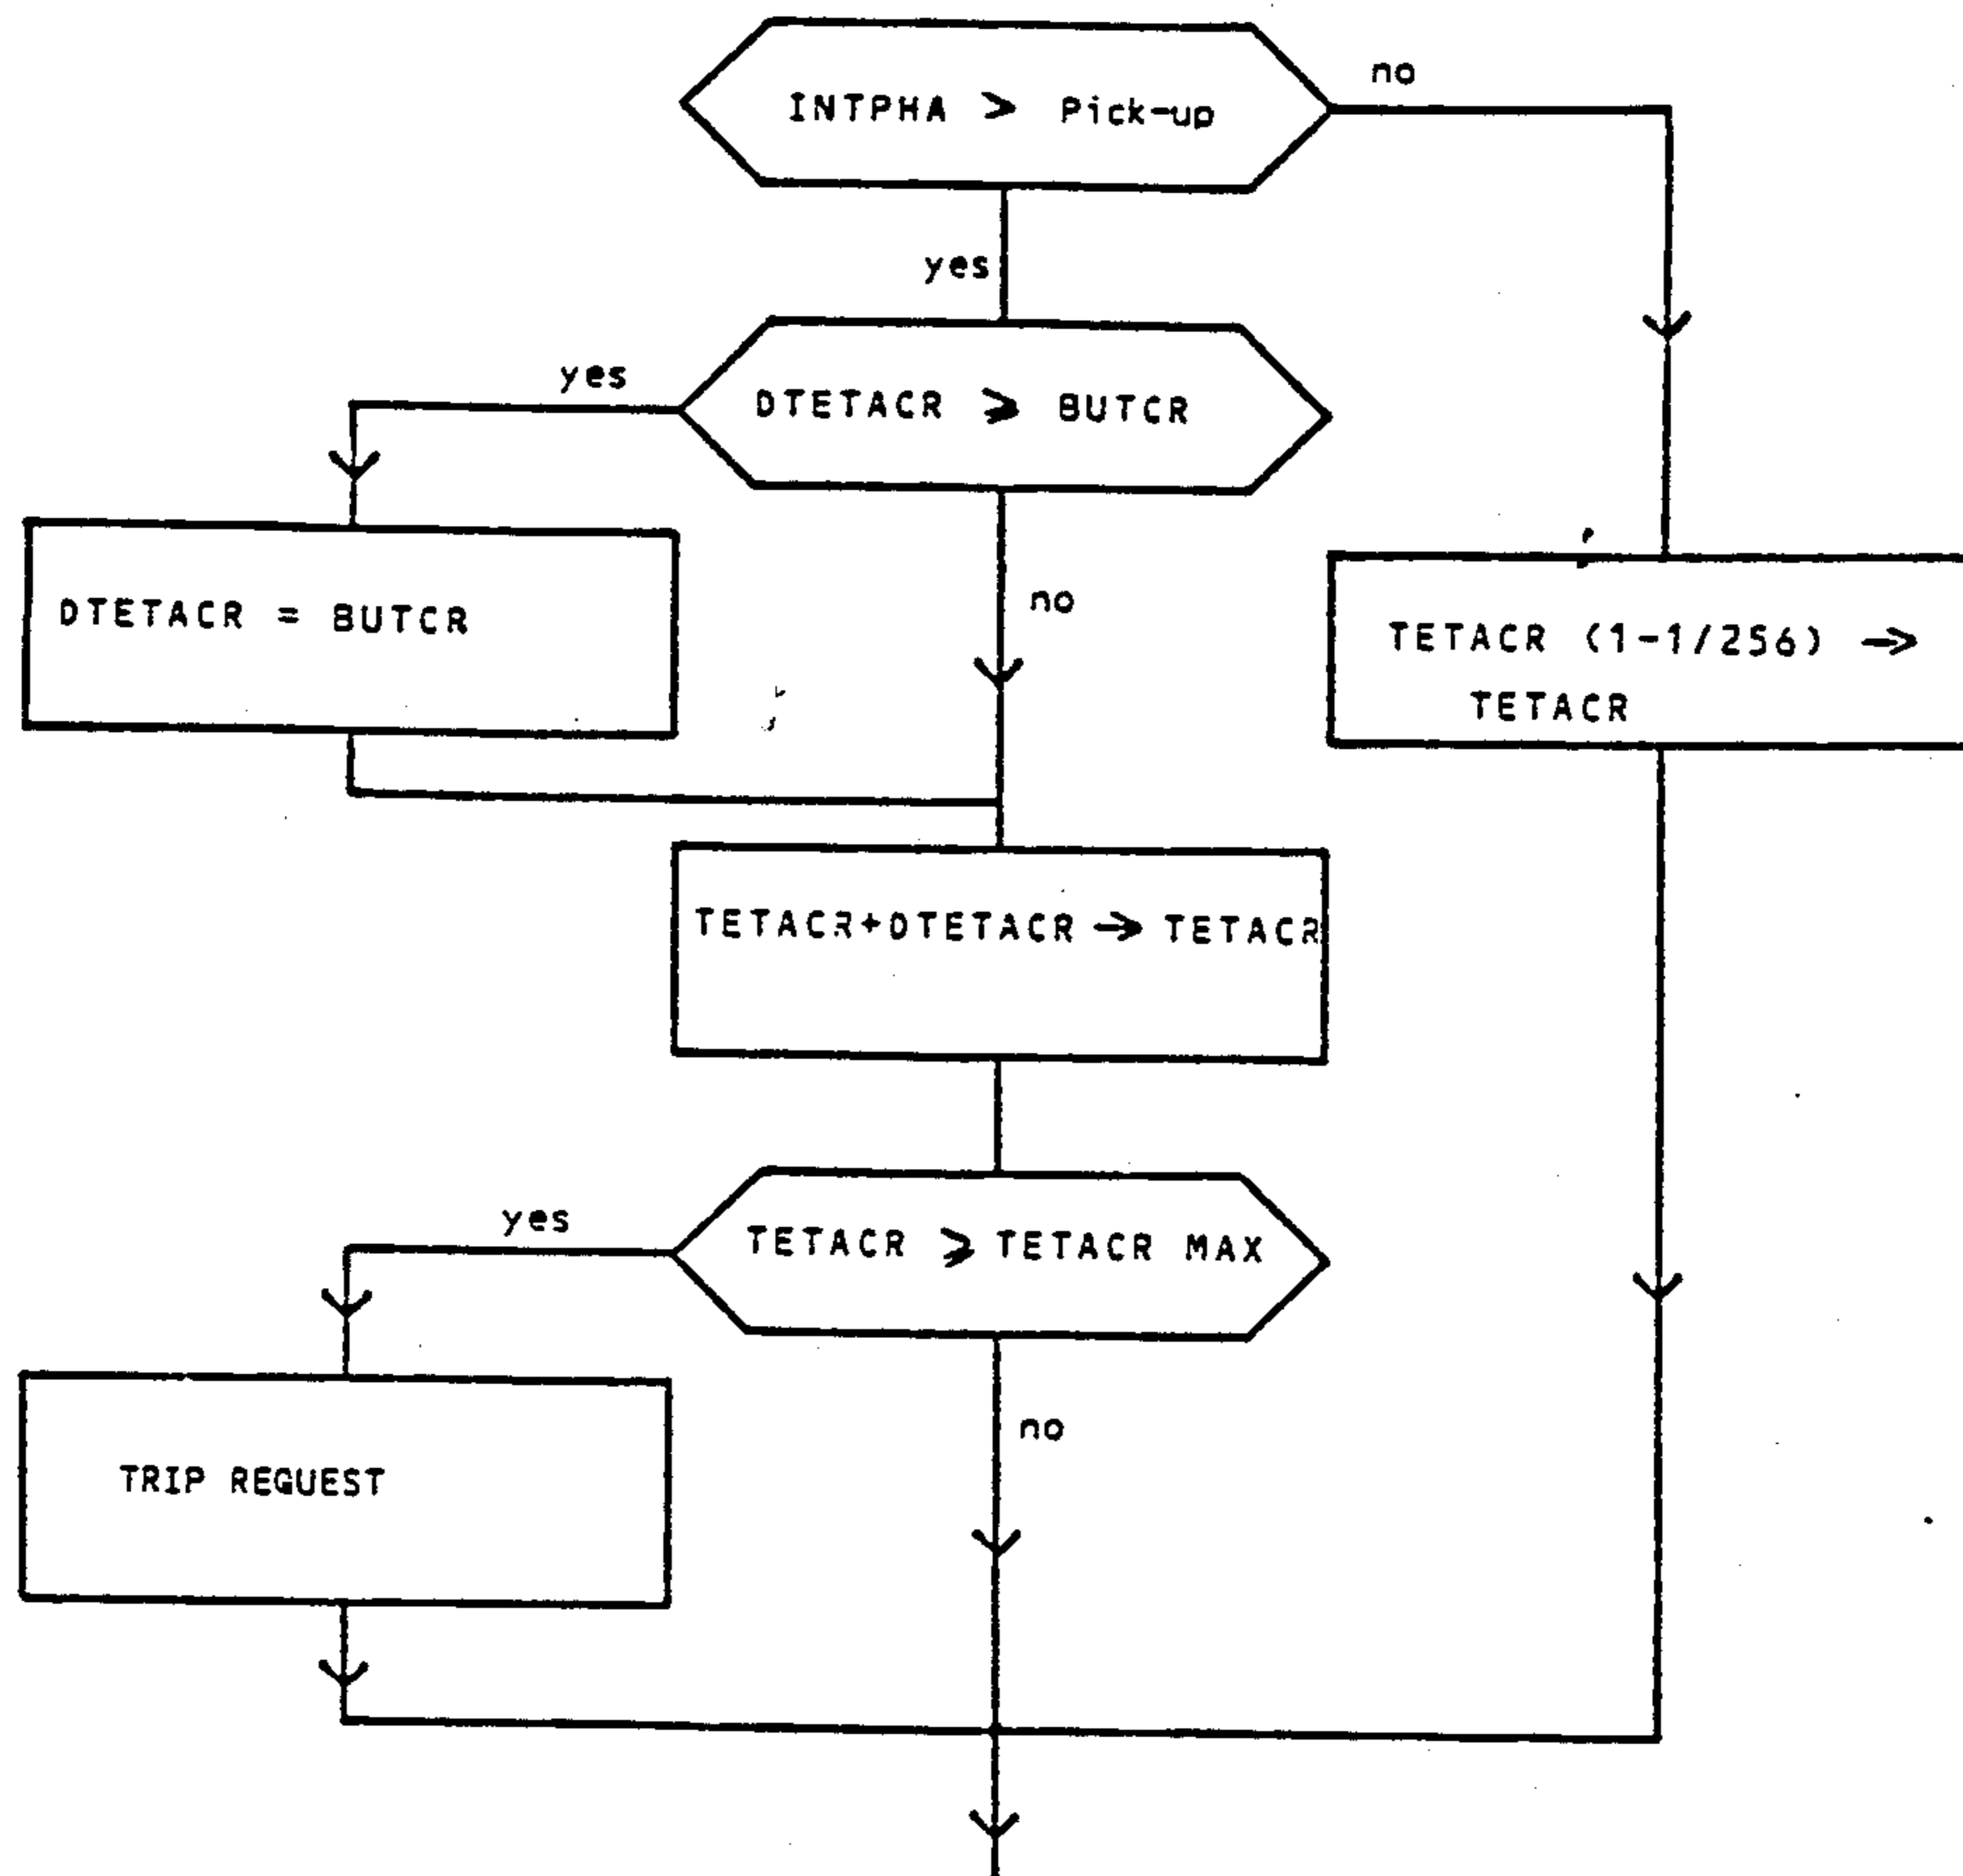 INTPHA > Pick-up
no
yes
DTETACR ⩾ BUTCR
yes
DTETACR = BUTCR
no
TETACR (1-1/256) →
TETACR
TETACR+DTETACR → TETACR
TETACR ⩾ TETACR MAX
yes
TRIP REQUEST
no